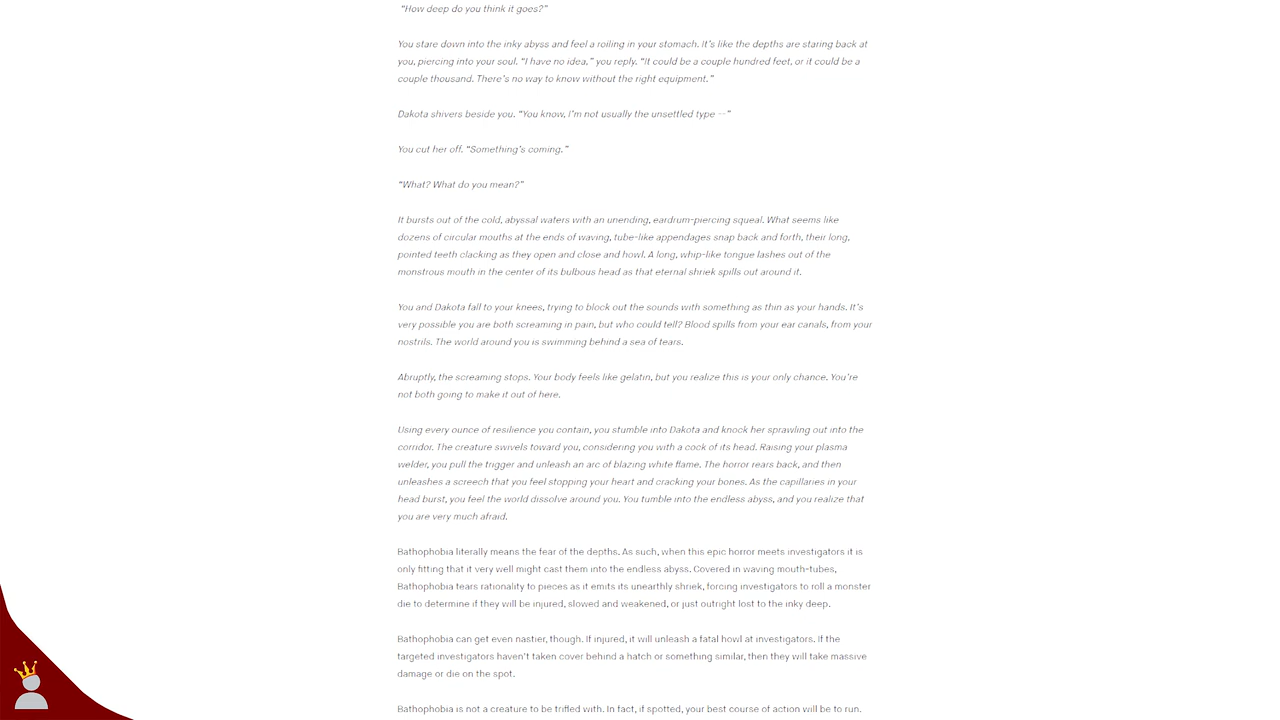 “How deep do you think it goes?”
You stare down into the inky abyss and feel a roiling in your stomach. It’s like the depths are staring back at
you, piercing into your soul. “I have no idea,” you reply. “It could be a couple hundred feet, or it could be a
couple thousand. There’s no way to know without the right equipment.”
Dakota shivers beside you. “You know, I’m not usually the unsettled type —”
You cut her off. “Something’s coming.”
“What? What do you mean?”
It bursts out of the cold, abyssal waters with an unending, eardrum-piercing squeal. What seems like
dozens of circular mouths at the ends of waving, tube-like appendages snap back and forth, their long,
pointed teeth clacking as they open and close and howl. A long, whip-like tongue lashes out of the
monstrous mouth in the center of its bulbous head as that eternal shriek spills out around it.
You and Dakota fall to your knees, trying to block out the sounds with something as thin as your hands. It’s
very possible you are both screaming in pain, but who could tell? Blood spills from your ear canals, from your
nostrils. The world around you is swimming behind a sea of tears.
Abruptly, the screaming stops. Your body feels like gelatin, but you realize this is your only chance. You’re
not both going to make it out of here.
Using every ounce of resilience you contain, you stumble into Dakota and knock her sprawling out into the
corridor. The creature swivels toward you, considering you with a cock of its head. Raising your plasma
welder, you pull the trigger and unleash an arc of blazing white flame. The horror rears back, and then
unleashes a screech that you feel stopping your heart and cracking your bones. As the capillaries in your
head burst, you feel the world dissolve around you. You tumble into the endless abyss, and you realize that
you are very much afraid.
Bathophobia literally means the fear of the depths. As such, when this epic horror meets investigators it is
only fitting that it very well might cast them into the endless abyss. Covered in waving mouth-tubes,
Bathophobia tears rationality to pieces as it emits its unearthly shriek, forcing investigators to roll a monster
die to determine if they will be injured, slowed and weakened, or just outright lost to the inky deep.
Bathophobia can get even nastier, though. If injured, it will unleash a fatal howl at investigators. If the
targeted investigators haven’t taken cover behind a hatch or something similar, then they will take massive
damage or die on the spot.
Bathophobia is not a creature to be trifled with. In fact, if spotted, your best course of action will be to run.